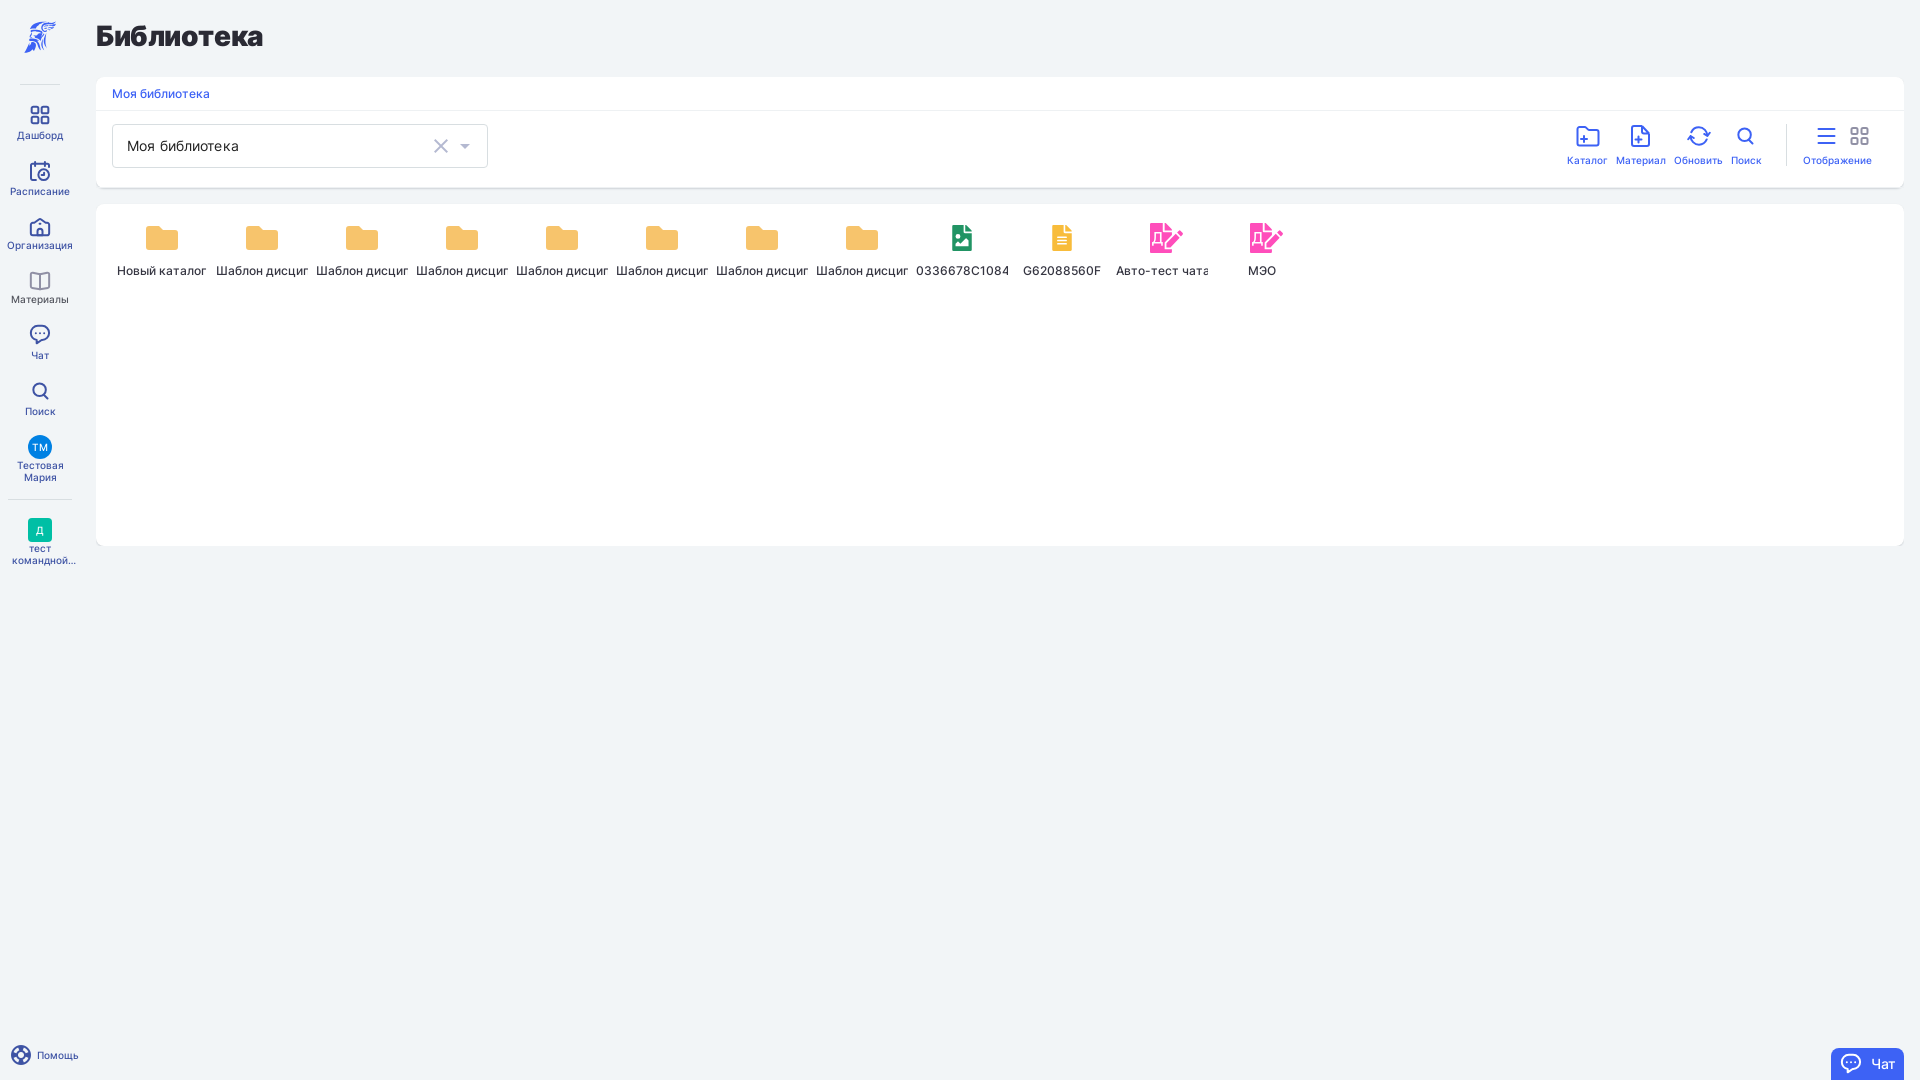 Библиотека
Моя библиотека
Моя библиотека
Каталог
Материал
Обновить
Поиск
Отображение
Новый каталог
Шаблон дисциг
Шаблон дисциг
Шаблон дисциг
Шаблон дисциг
Шаблон дисциг
Шаблон дисциг
Шаблон дисциг
0336678C1084
G62088560F
Авто-тест чата
МЭО
Дашборд
Расписание
Организация
Материалы
Чат
Поиск
ТМ
Тестовая
Мария
Д
тест
командной...
Помощь
Чат